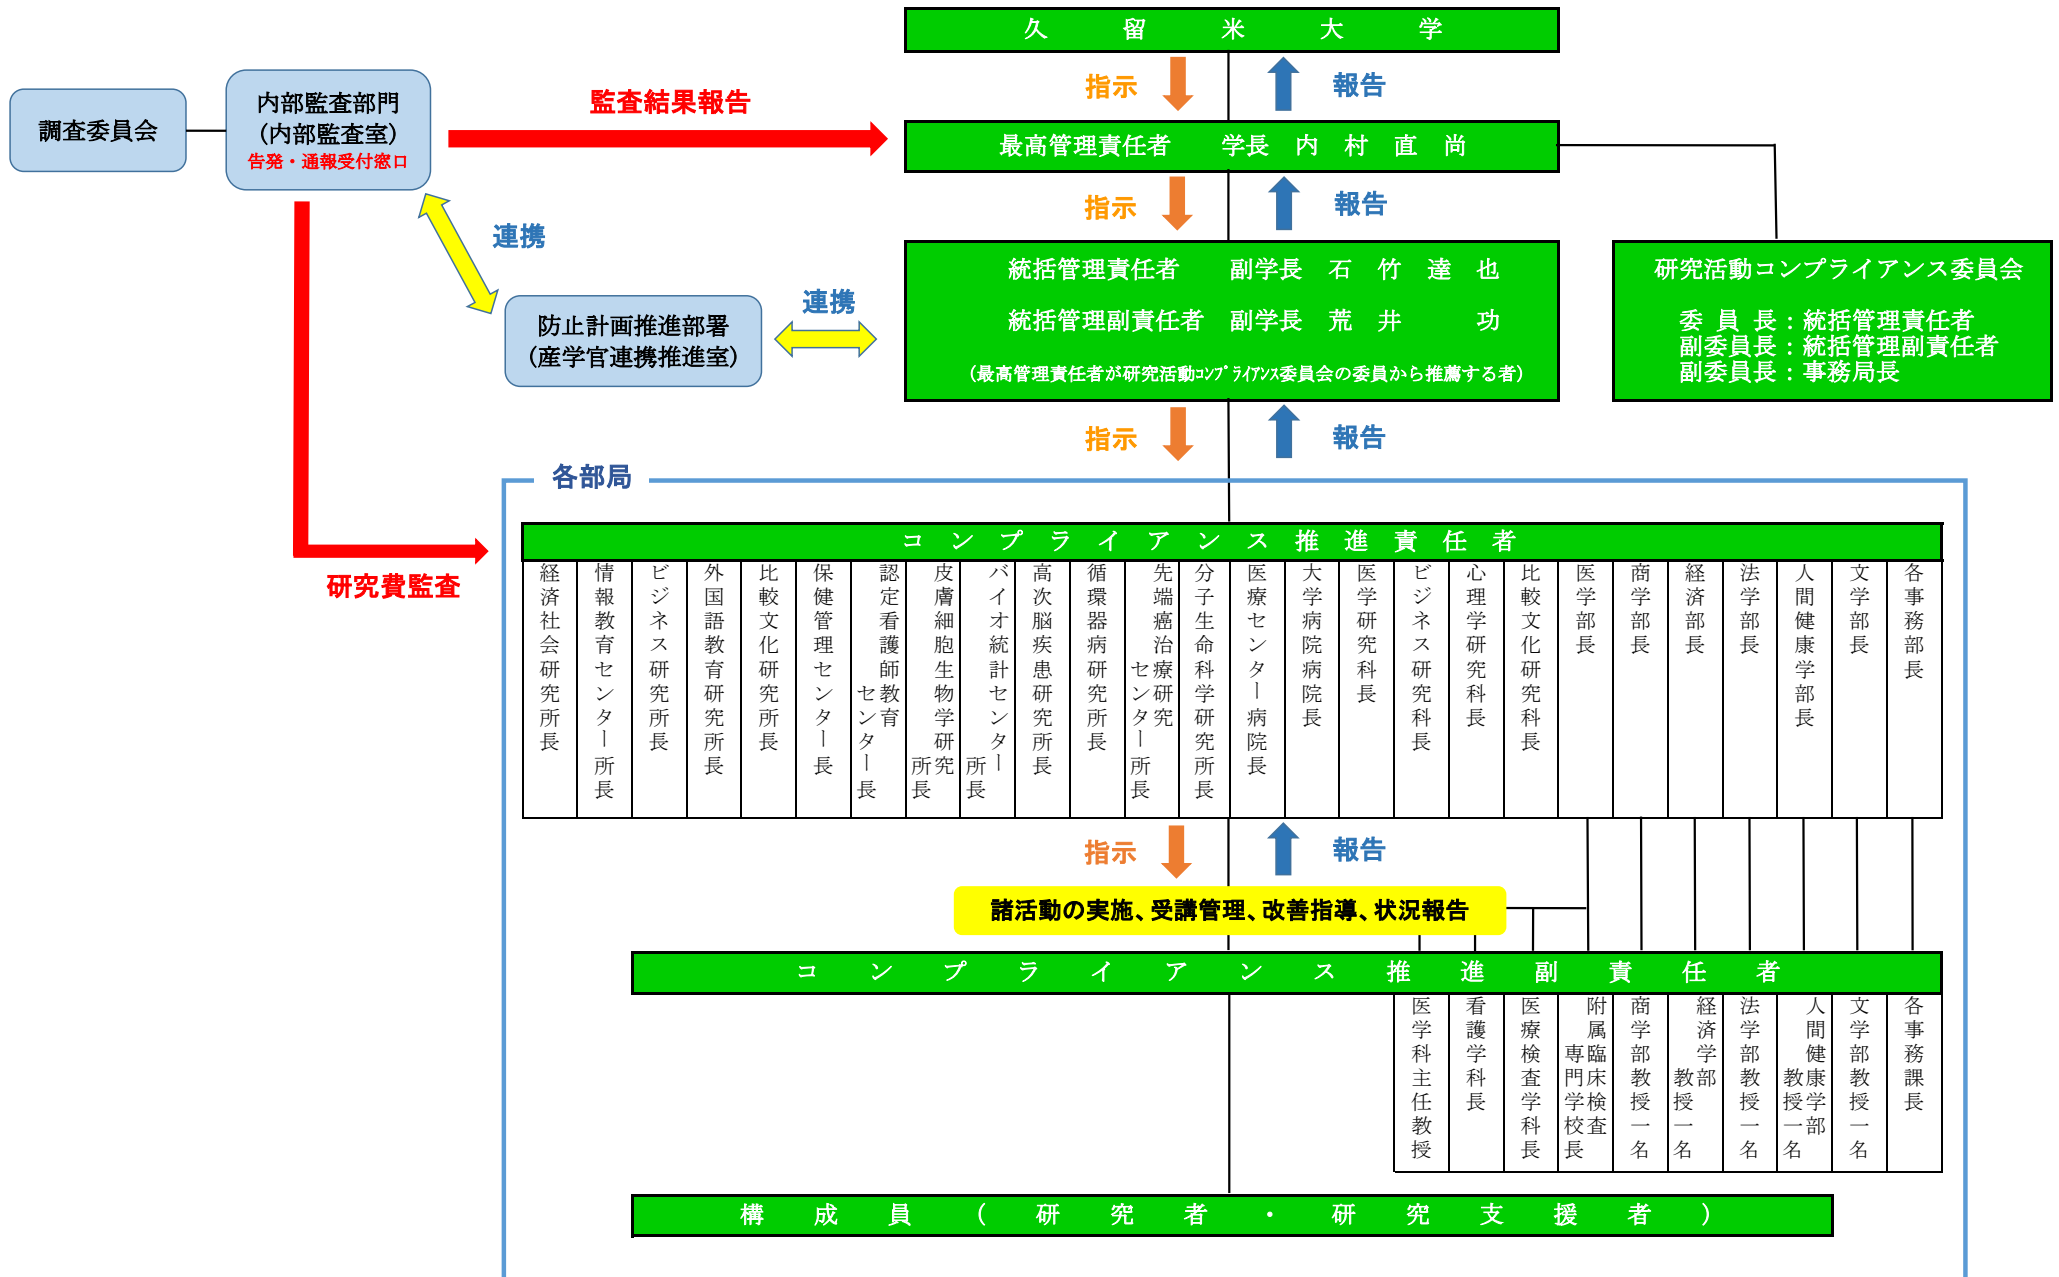 久留米大学
指示
報告
調査委員会
内部監査部門
（内部監査室）
告発・通報受付窓口
監査結果報告
最高管理責任者　学長　内村直尚
指示
報告
連携
統括管理責任者　副学長　石竹達也
統括管理副責任者　副学長　荒井　功
（最高管理責任者が研究活動ｺﾝﾌﾟﾗｲｱﾝｽ委員会の委員から推薦する者）
研究活動コンプライアンス委員会
委員長：統括管理責任者
副委員長：統括管理副責任者
副委員長：事務局長
連携
防止計画推進部署
（産学官連携推進室）
指示
報告
各部局
研究費監査
コンプライアンス推進責任者
経済社会研究所長
情報教育センター所長
ビジネス研究所長
外国語教育研究所長
比較文化研究所長
保健管理センター長
認定看護師教育
センター長
皮膚細胞生物学研究
所長
バイオ統計センター
所長
高次脳疾患研究所長
循環器病研究所長
先端癌治療研究
センター所長
分子生命科学研究所長
医療センター病院長
大学病院病院長
医学研究科長
ビジネス研究科長
心理学研究科長
比較文化研究科長
医学部長
商学部長
経済部長
法学部長
人間健康学部長
文学部長
各事務部長
指示
報告
諸活動の実施、受講管理、改善指導、状況報告
コンプライアンス推進副責任者
医学科主任教授
看護学科長
医療検査学科長
附属臨床検査
専門学校長
商学部教授一名
経済学部
教授一名
法学部教授一名
人間健康学部
教授一名
文学部教授一名
各事務課長
構成員（研究者・研究支援者）